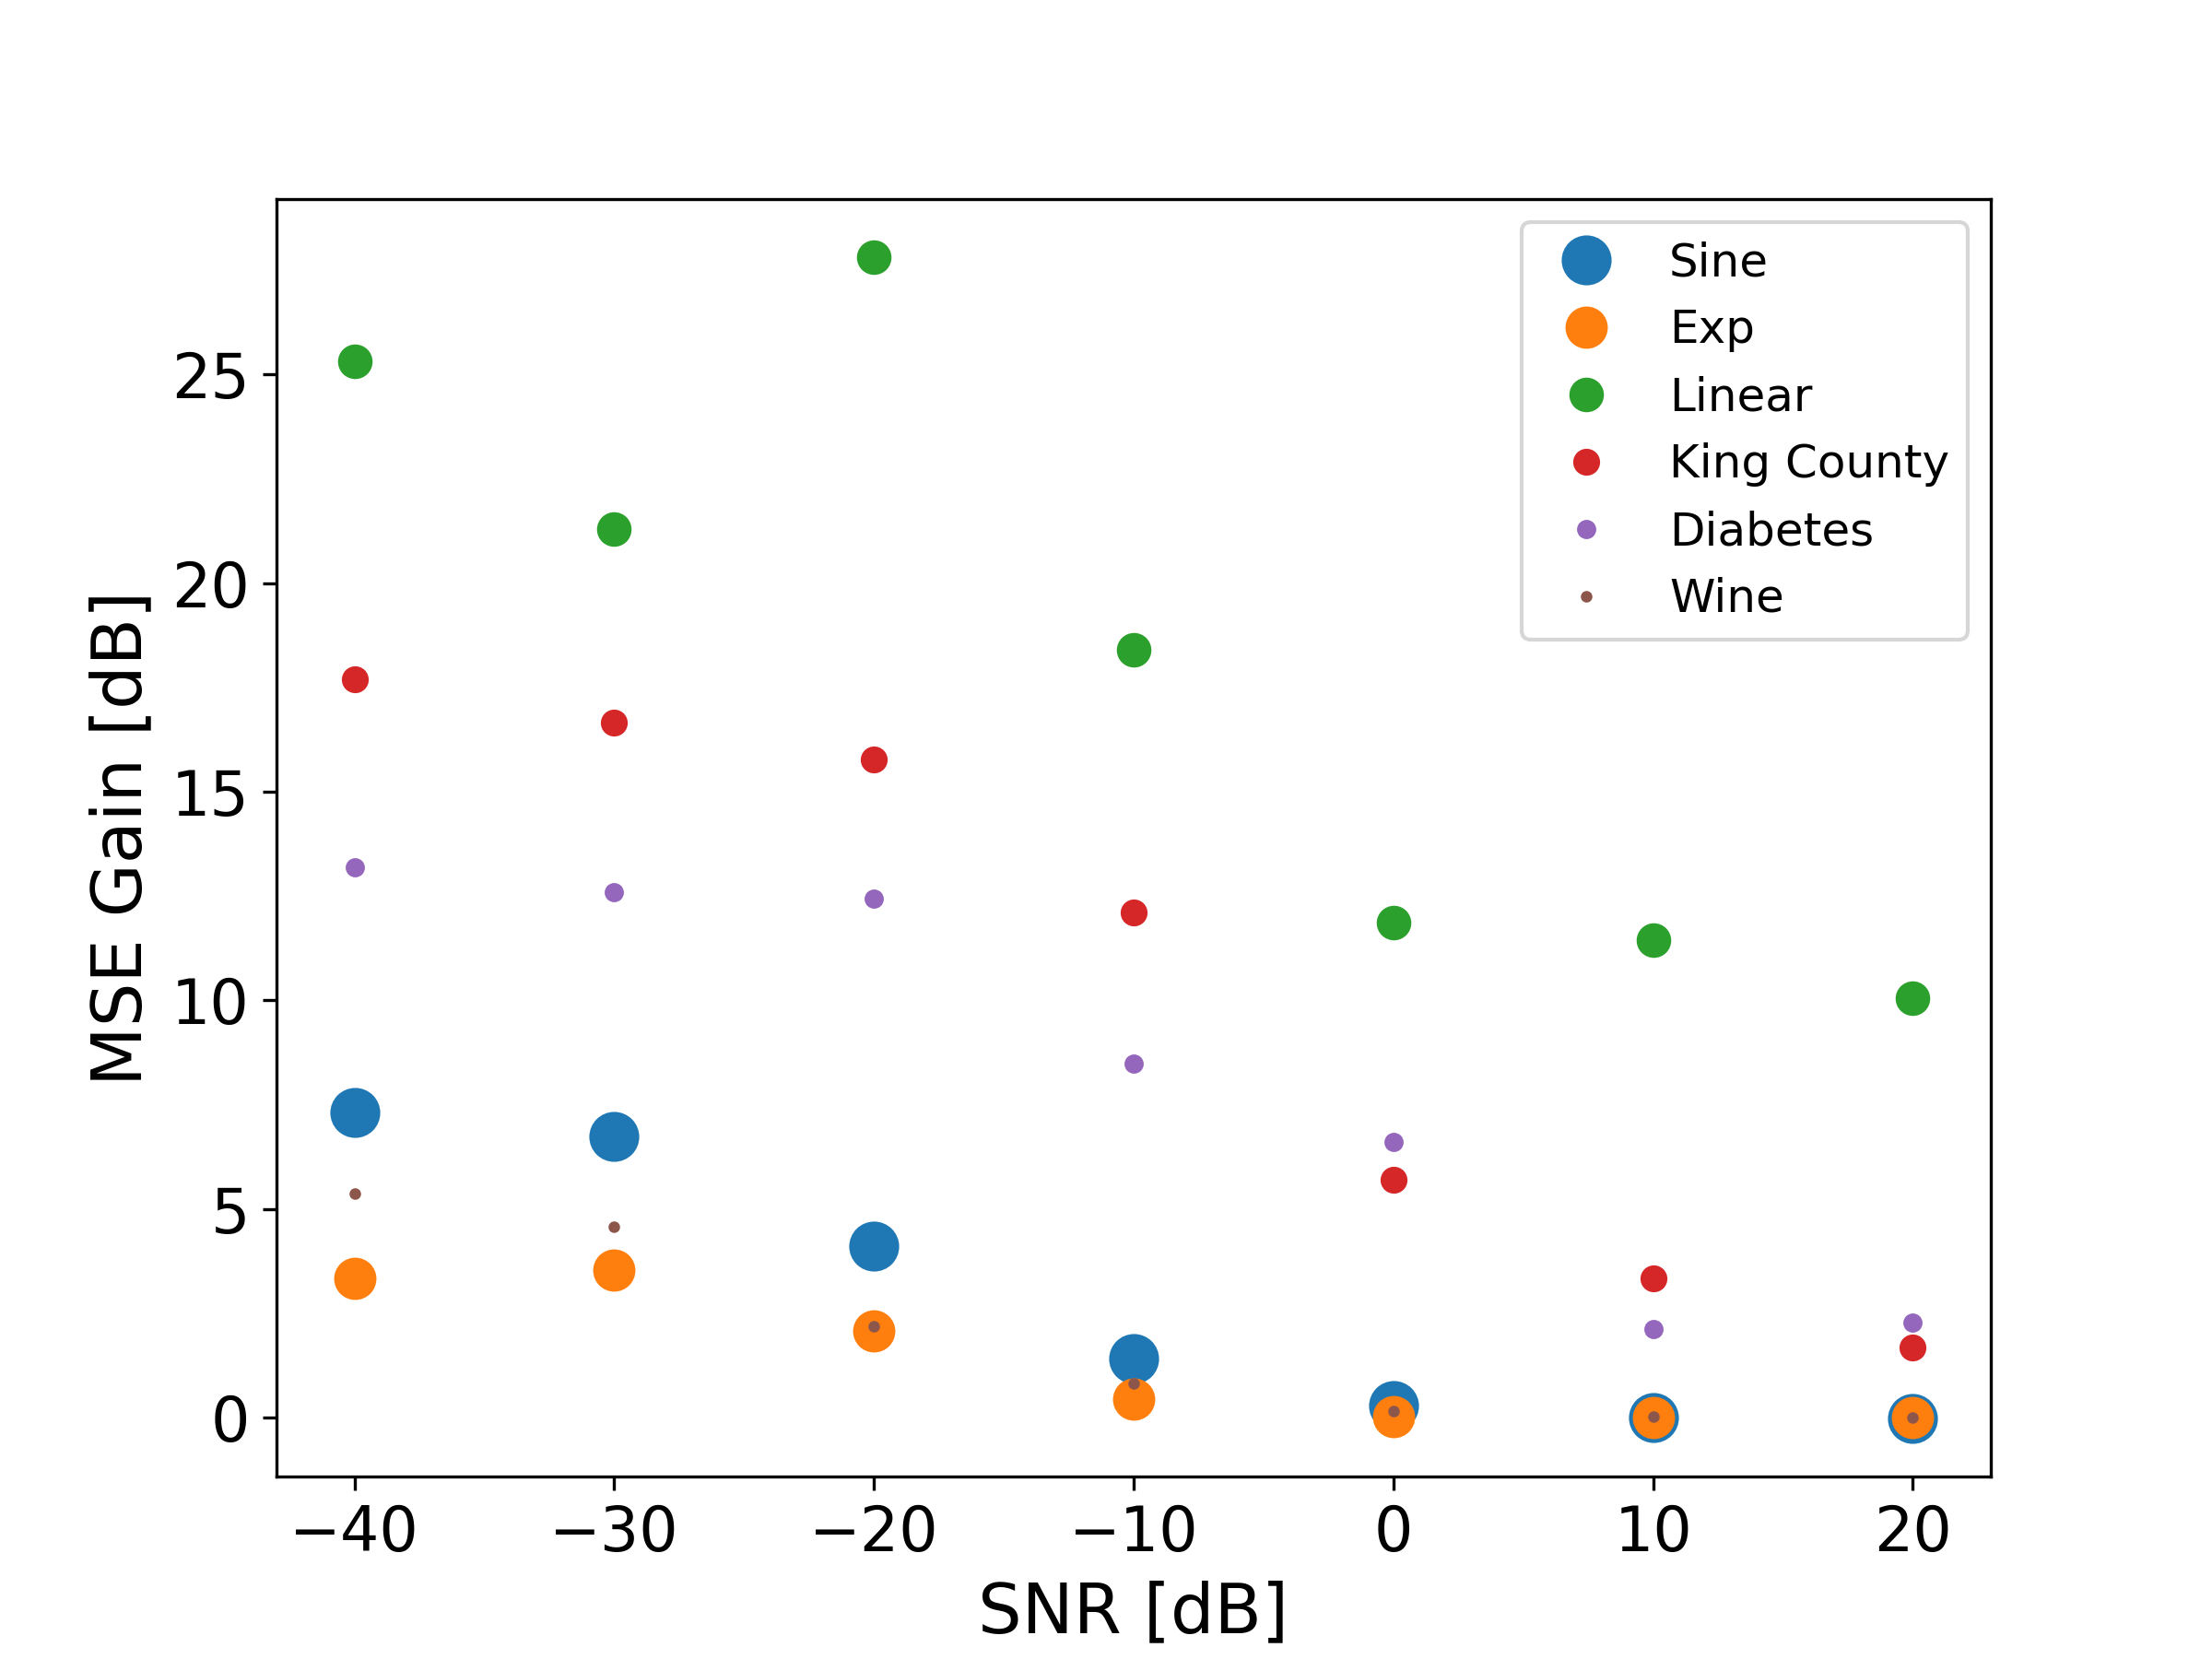 Sine
Exp
Linear
King County
Diabetes
Wine
MSE Gain [dB]
25
20
15
10
5
0
−40 −30 −20 −10 0 10 20
SNR [dB]